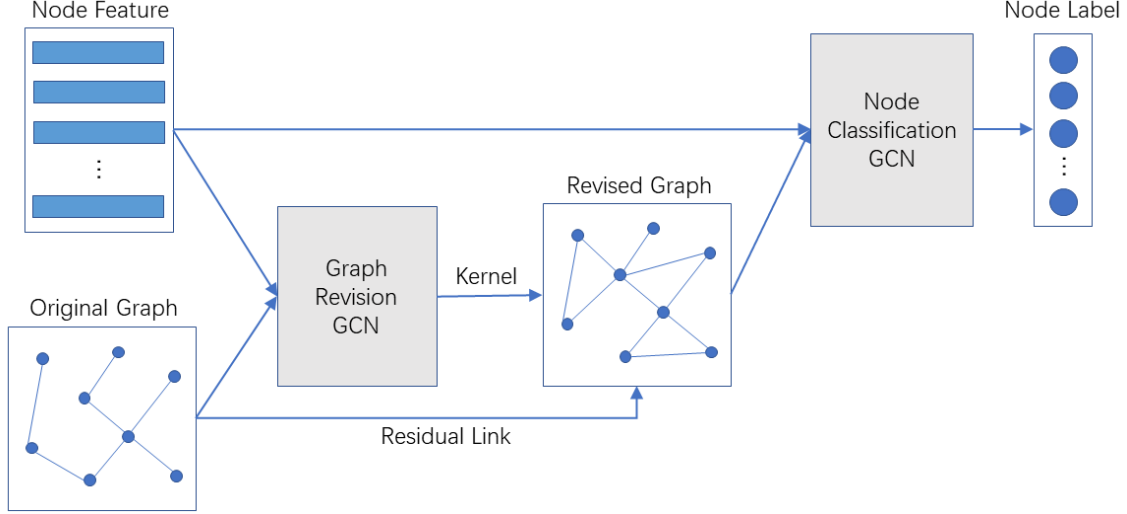 Node Feature
Node Label
Node
Classification
GCN
Revised Graph
Graph
Revision
GCN
Kernel
Original Graph
Residual Link